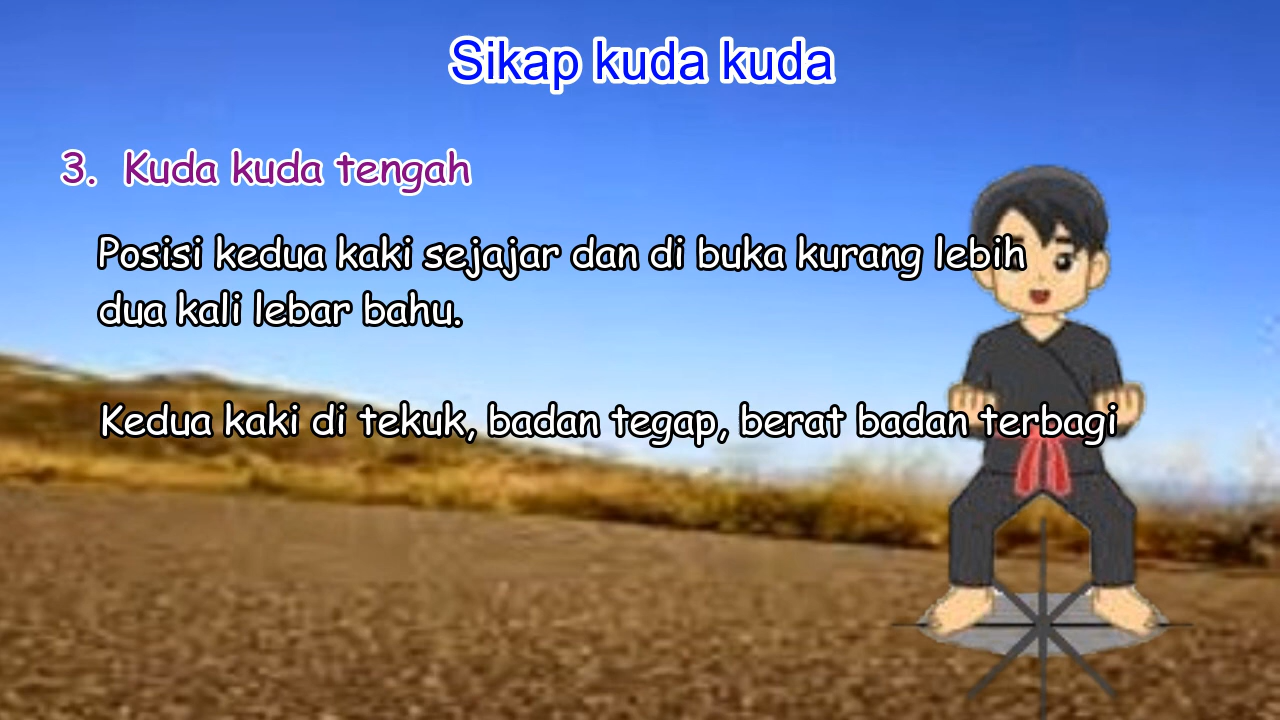 Sikap kuda kuda
3. Kuda kuda tengah
Posisi kedua kaki sejajar dan di buka kurang lebih
dua kali lebar bahu.
Kedua kaki di tekuk, badan tegap, berat badan terbagi